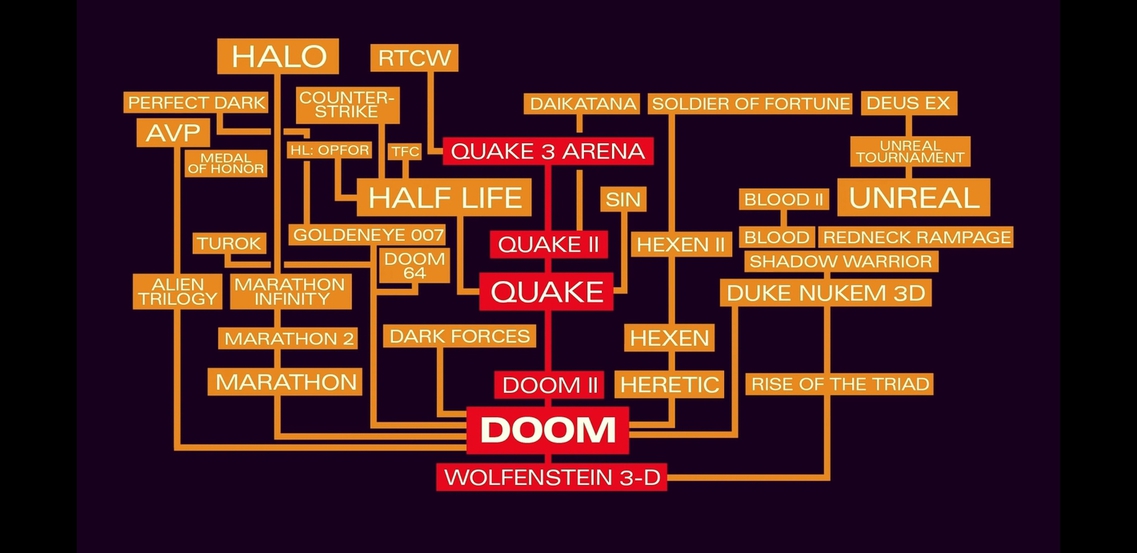 HALO
RTCW
PERFECT DARK
COUNTER-
STRIKE
DAIKATANA
SOLDIER OF FORTUNE
DEUS EX
AVP
MEDAL
OF HONOR
HL: OPFOR
TFC
QUAKE 3 ARENA
UNREAL
TOURNAMENT
HALF LIFE
SIN
BLOOD II
UNREAL
TUROK
GOLDENEYE 007
QUAKE II
HEXEN II
BLOOD
REDNECK RAMPAGE
DOOM
64
SHADOW WARRIOR
ALIEN
TRILOGY
MARATHON
INFINITY
QUAKE
DUKE NUKEM 3D
MARATHON 2
DARK FORCES
HEXEN
MARATHON
DOOM II
HERETIC
RISE OF THE TRIAD
DOOM
WOLFENSTEIN 3-D